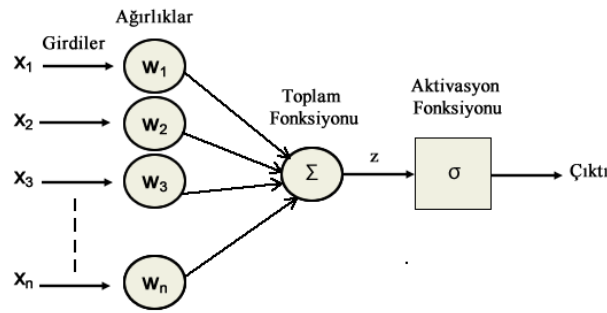 Ağırlıklar
Girdiler
x1
w1
x2
w2
x3
w3
xn
wn
Toplam
Fonksiyonu
Σ
z
Aktivasyon
Fonksiyonu
σ
Çıktı